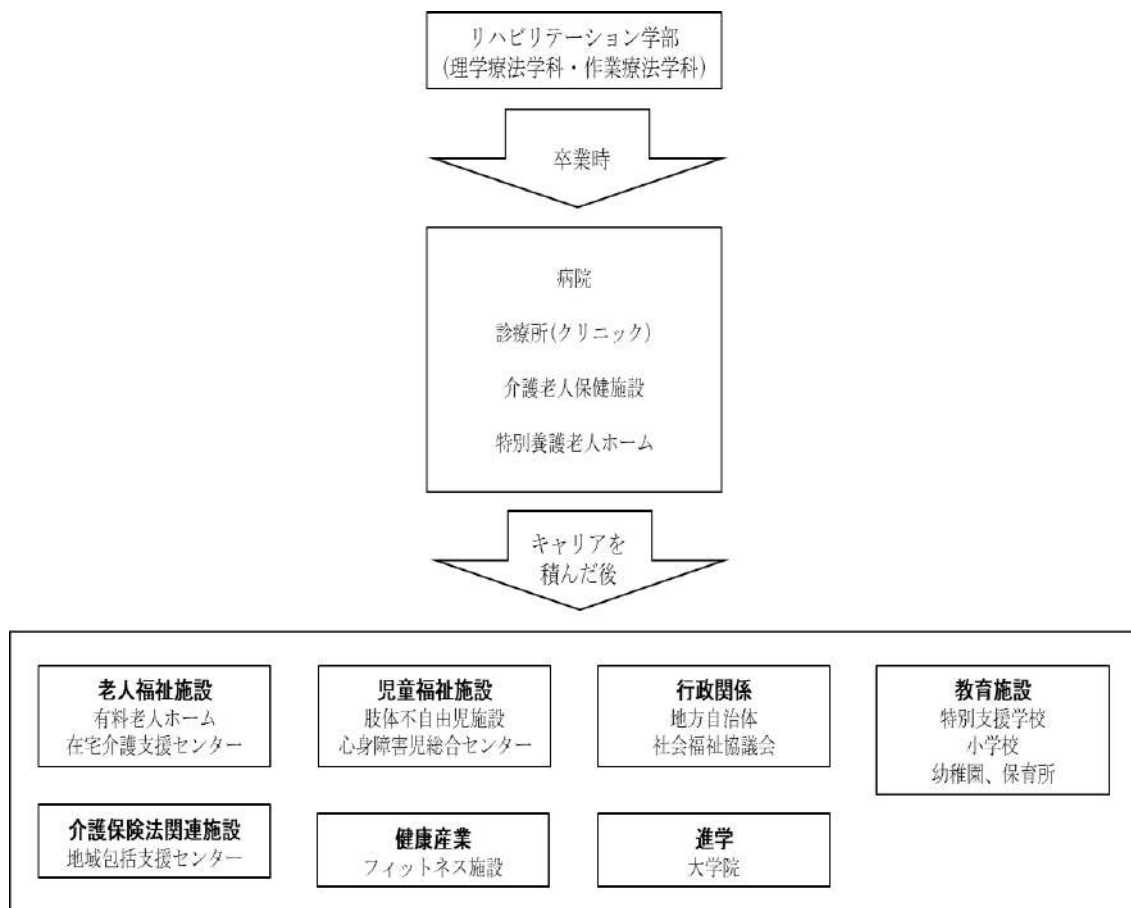 リハビリテーション学部
(理学療法学科・作業療法学科)
卒業時
病院
診療所(クリニック)
介護老人保健施設
特別養護老人ホーム
キャリアを
積んだ後
老人福祉施設
有料老人ホーム
在宅介護支援センター
児童福祉施設
肢体不自由児施設
心身障害児総合センター
行政関係
地方自治体
社会福祉協議会
教育施設
特別支援学校
小学校
幼稚園、保育所
介護保険法関連施設
地域包括支援センター
健康産業
フィットネス施設
進学
大学院